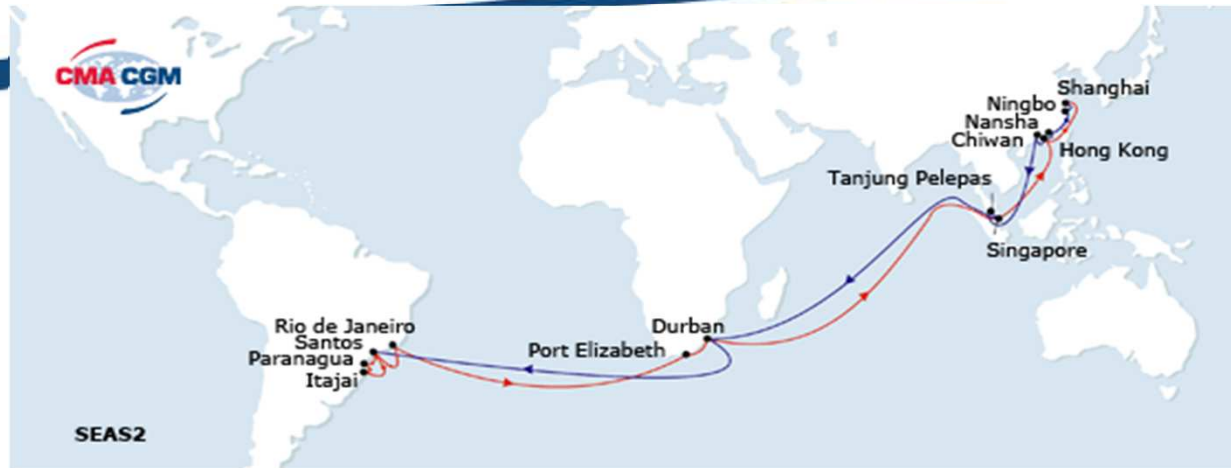 CMA CGM
Shanghai
Ningbo
Nansha
Chiwan
Hong Kong
Tanjung Pelepas
Singapore
Rio de Janeiro
Durban
Santos
Port Elizabeth
Paranagua
Itajai
SEAS2